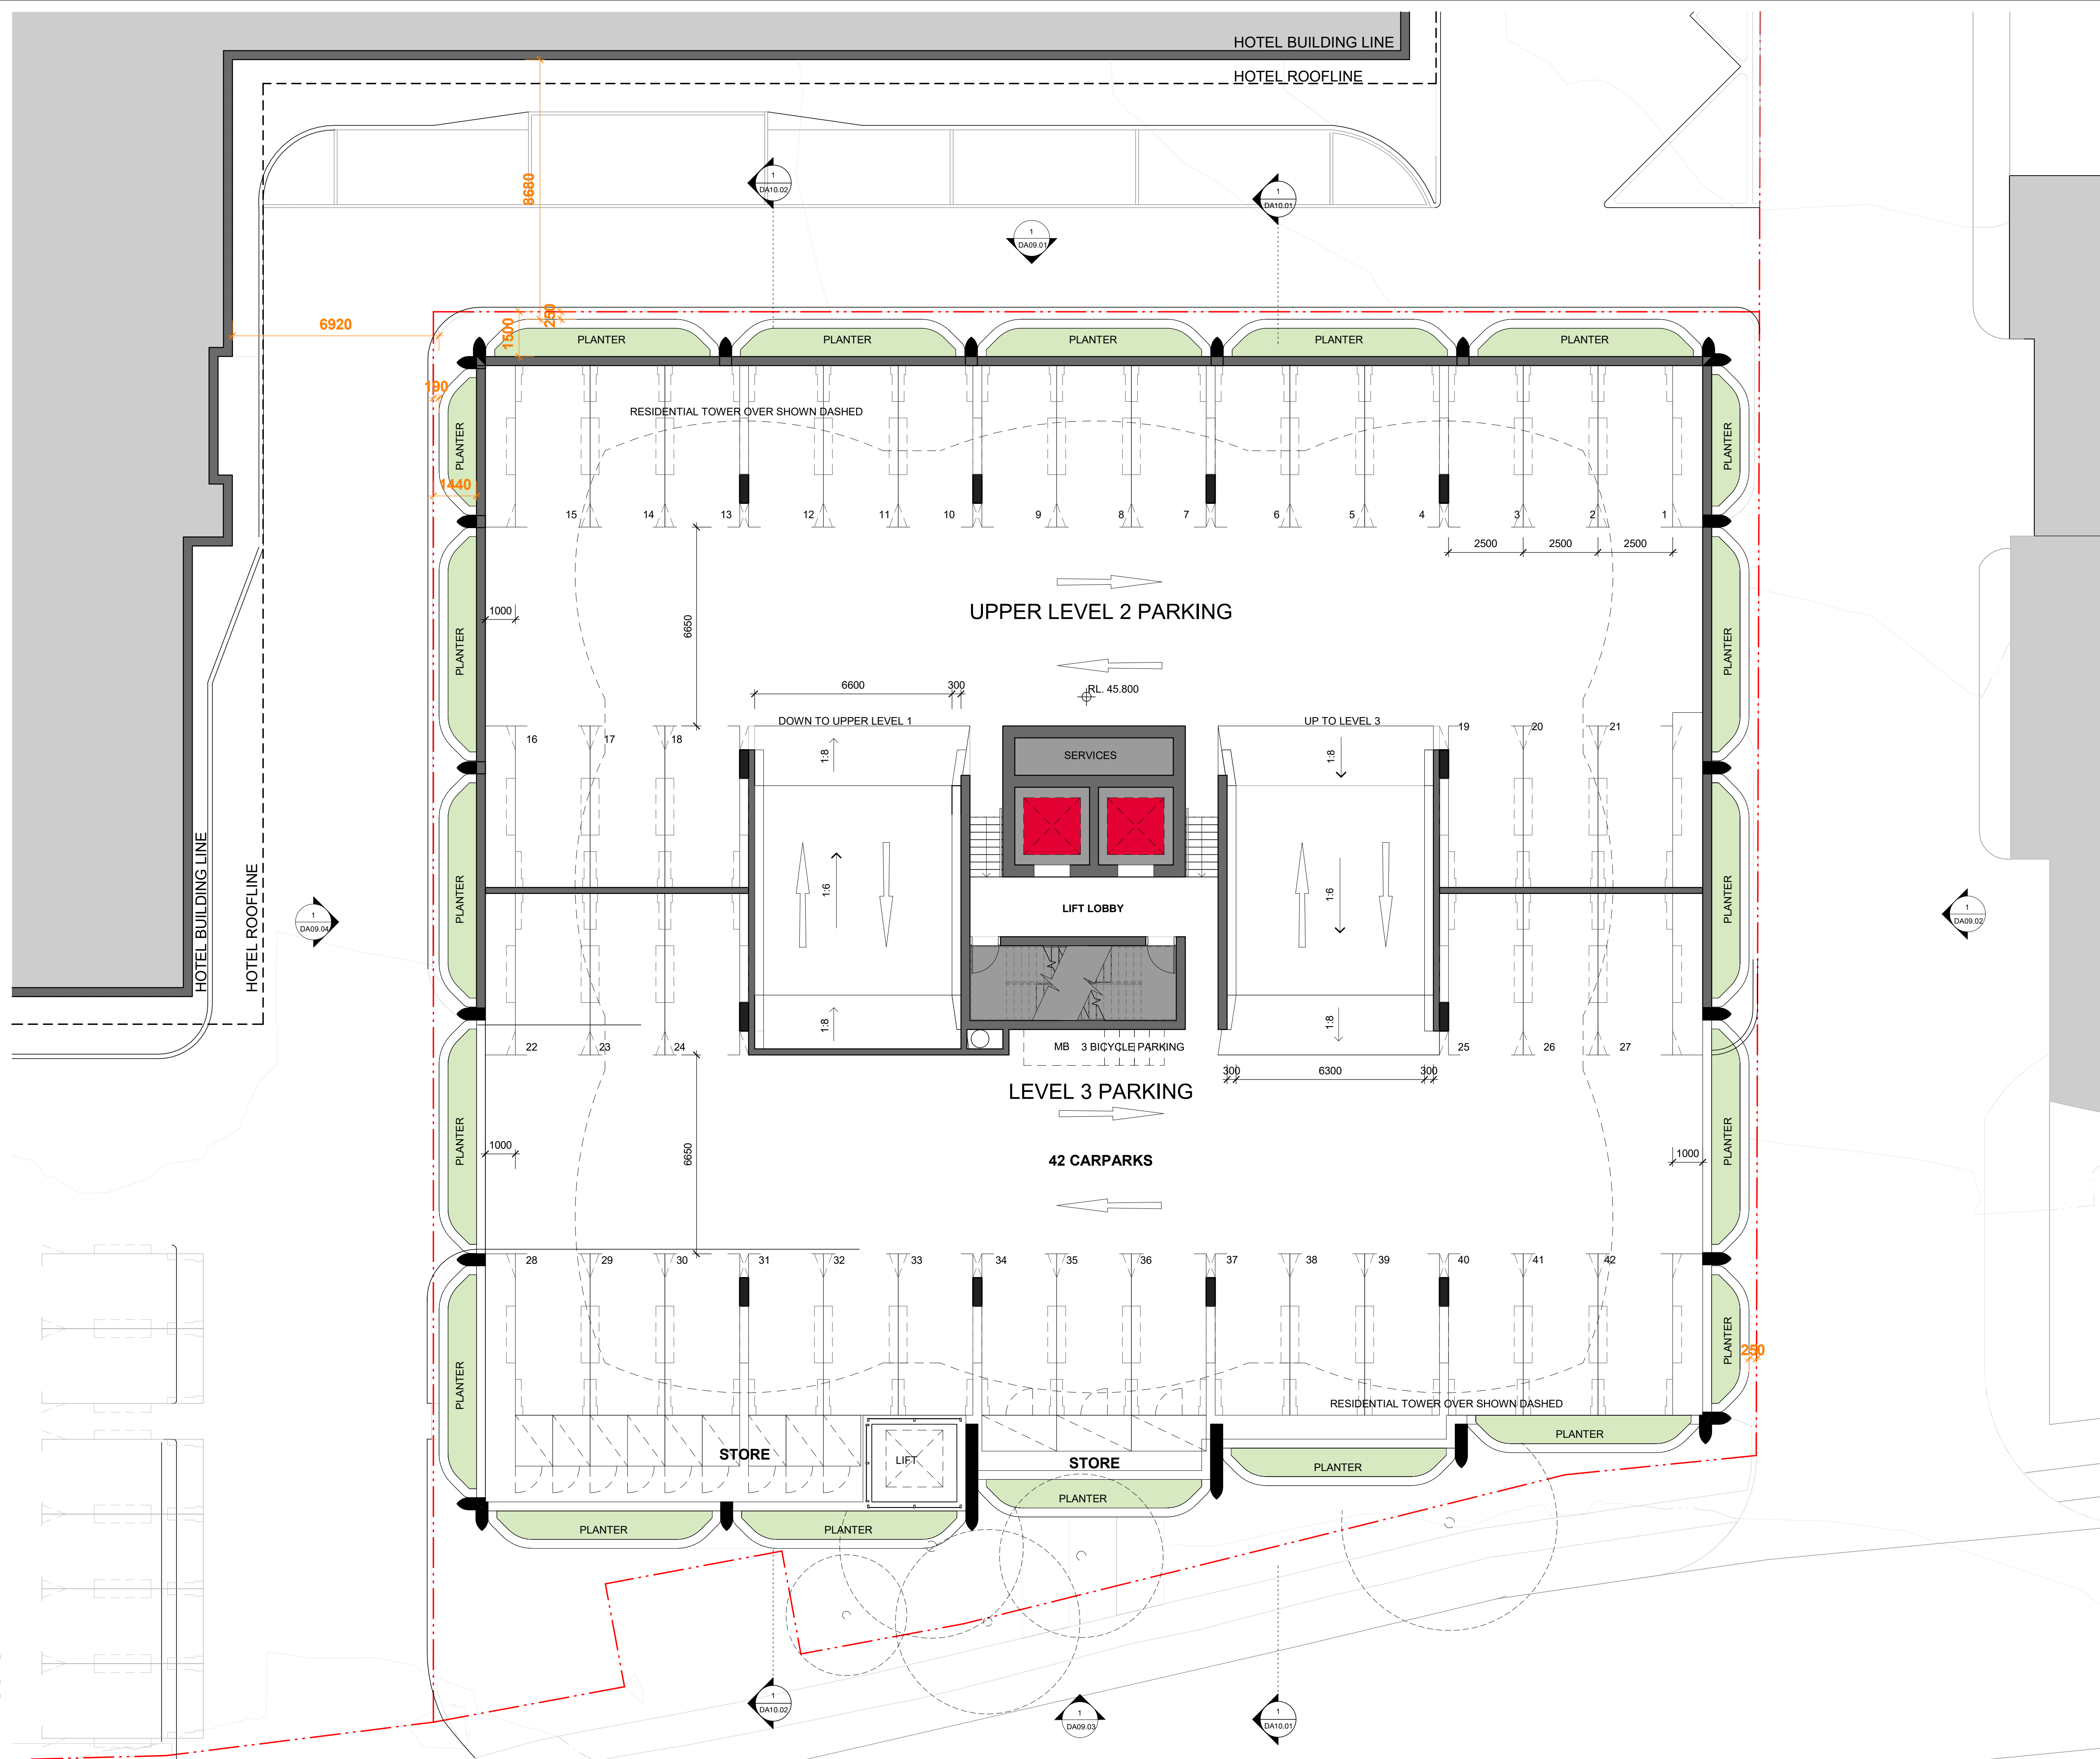 HOTEL BUILDING LINE
HOTEL ROOFLINE
8680
1
DA10.02
1
DA10.01
1
DA09.01
6920
1500
250
PLANTER
PLANTER
PLANTER
PLANTER
PLANTER
190
RESIDENTIAL TOWER OVER SHOWN DASHED
PLANTER
PLANTER
1440
15
14
13
12
11
10
9
8
7
6
5
4
3
2
1
2500
2500
2500
1000
6650
UPPER LEVEL 2 PARKING
PLANTER
PLANTER
6600
300
RL. 45.800
DOWN TO UPPER LEVEL 1
UP TO LEVEL 3
16
17
18
19
20
21
1:8
SERVICES
1:8
HOTEL BUILDING LINE
HOTEL ROOFLINE
PLANTER
1:6
LIFT LOBBY
1:6
PLANTER
1
DA09.04
1
DA09.02
1:8
1:8
22
23
24
MB
3 BICYCLE PARKING
25
26
27
300
6300
300
LEVEL 3 PARKING
PLANTER
1000
6650
42 CARPARKS
1000
PLANTER
28
29
30
31
32
33
34
35
36
37
38
39
40
41
42
PLANTER
PLANTER
250
RESIDENTIAL TOWER OVER SHOWN DASHED
STORE
LIFT
STORE
PLANTER
PLANTER
PLANTER
PLANTER
PLANTER
1
DA10.02
1
DA09.03
1
DA10.01